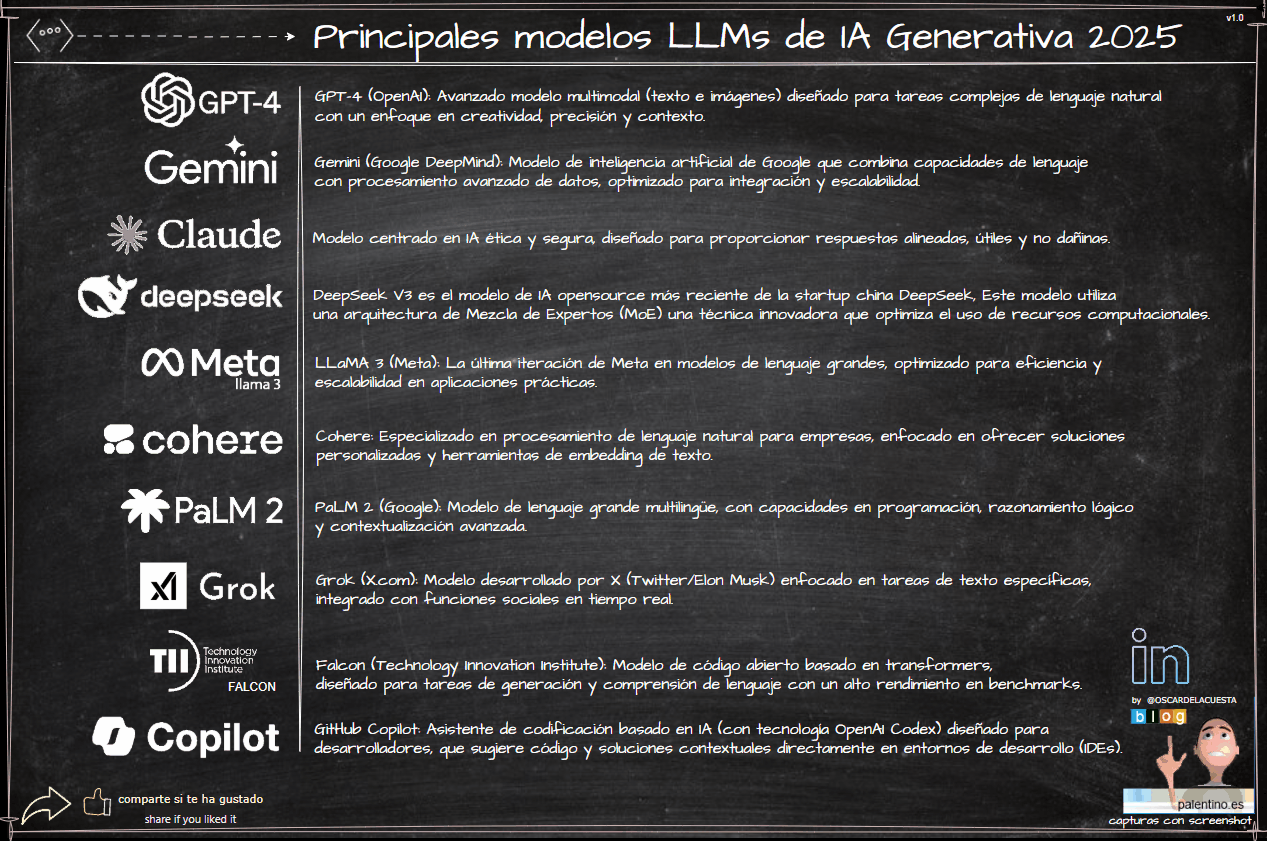 v1.0
Principales modelos LLMs de IA Generativa 2025
GPT-4
GPT-4 (OpenAI): Avanzado modelo multimodal (texto e imágenes) diseñado para tareas complejas de lenguaje natural
con un enfoque en creatividad, precisión y contexto.
Gemini
Gemini (Google DeepMind): Modelo de inteligencia artificial de Google que combina capacidades de lenguaje
con procesamiento avanzado de datos, optimizado para integración y escalabilidad.
Claude
Modelo centrado en IA ética y segura, diseñado para proporcionar respuestas alineadas, útiles y no dañinas.
deepseek
DeepSeek V3 es el modelo de IA opensource más reciente de la startup china DeepSeek, Este modelo utiliza
una arquitectura de Mezcla de Expertos (MoE) una técnica innovadora que optimiza el uso de recursos computacionales.
Meta
llama 3
LLaMA 3 (Meta): La última iteración de Meta en modelos de lenguaje grandes, optimizado para eficiencia y
escalabilidad en aplicaciones prácticas.
cohere
Cohere: Especializado en procesamiento de lenguaje natural para empresas, enfocado en ofrecer soluciones
personalizadas y herramientas de embedding de texto.
PaLM 2
PaLM 2 (Google): Modelo de lenguaje grande multilingüe, con capacidades en programación, razonamiento lógico
y contextualización avanzada.
xI Grok
Grok (X.com): Modelo desarrollado por X (Twitter/Elon Musk) enfocado en tareas de texto específicas,
integrado con funciones sociales en tiempo real.
TII
Technology
Innovation
Institute
FALCON
Falcon (Technology Innovation Institute): Modelo de código abierto basado en transformers,
diseñado para tareas de generación y comprensión de lenguaje con un alto rendimiento en benchmarks.
Copilot
GitHub Copilot: Asistente de codificación basado en IA (con tecnología OpenAI Codex) diseñado para
desarrolladores, que sugiere código y soluciones contextuales directamente en entornos de desarrollo (IDEs).
in
by @OSCARDELACUESTA
blog
palentino.es
capturas con screenshot
comparte si te ha gustado
share if you liked it